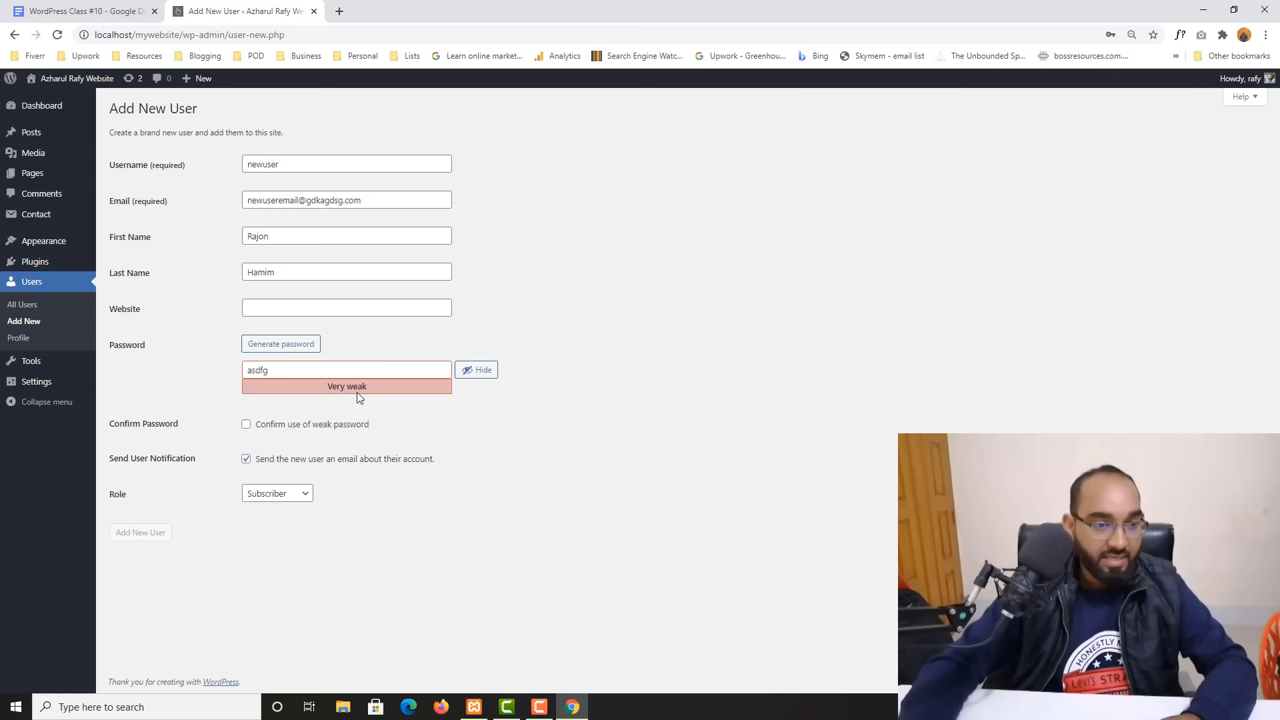 WordPress Class #10 - Google D
Add New User ‹ Azharul Rafy We
localhost/mywebsite/wp-admin/user-new.php
Fiverr
Upwork
Resources
Blogging
POD
Business
Personal
Lists
Learn online market...
Analytics
Search Engine Watc...
Upwork - Greenhou...
Bing
Skymem - email list
The Unbounded Sp...
bossresources.com...
»
Other bookmarks
Azharul Rafy Website
2
0
New
Howdy, rafy
Help
Dashboard
Posts
Media
Pages
Comments
Contact
Appearance
Plugins
Users
All Users
Add New
Profile
Tools
Settings
Collapse menu
Add New User
Create a brand new user and add them to this site.
Username (required)
newuser
Email (required)
newuseremail@gdkagdsg.com
First Name
Rajon
Last Name
Hamim
Website
Password
Generate password
asdfg
Hide
Very weak
Confirm Password
Confirm use of weak password
Send User Notification
Send the new user an email about their account.
Role
Subscriber
Add New User
Thank you for creating with WordPress.
HONESTLY
LEVI'S STRA
Type here to search